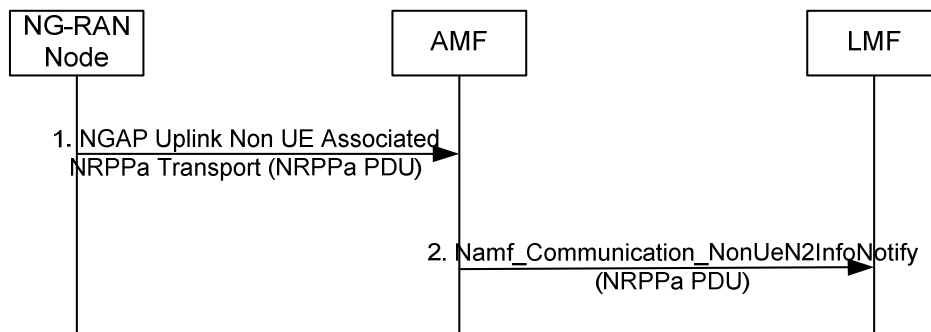 NG-RAN
Node
AMF
LMF
1. NGAP Uplink Non UE Associated
NRPPa Transport (NRPPa PDU)
2. Namf_Communication_NonUeN2InfoNotify
(NRPPa PDU)